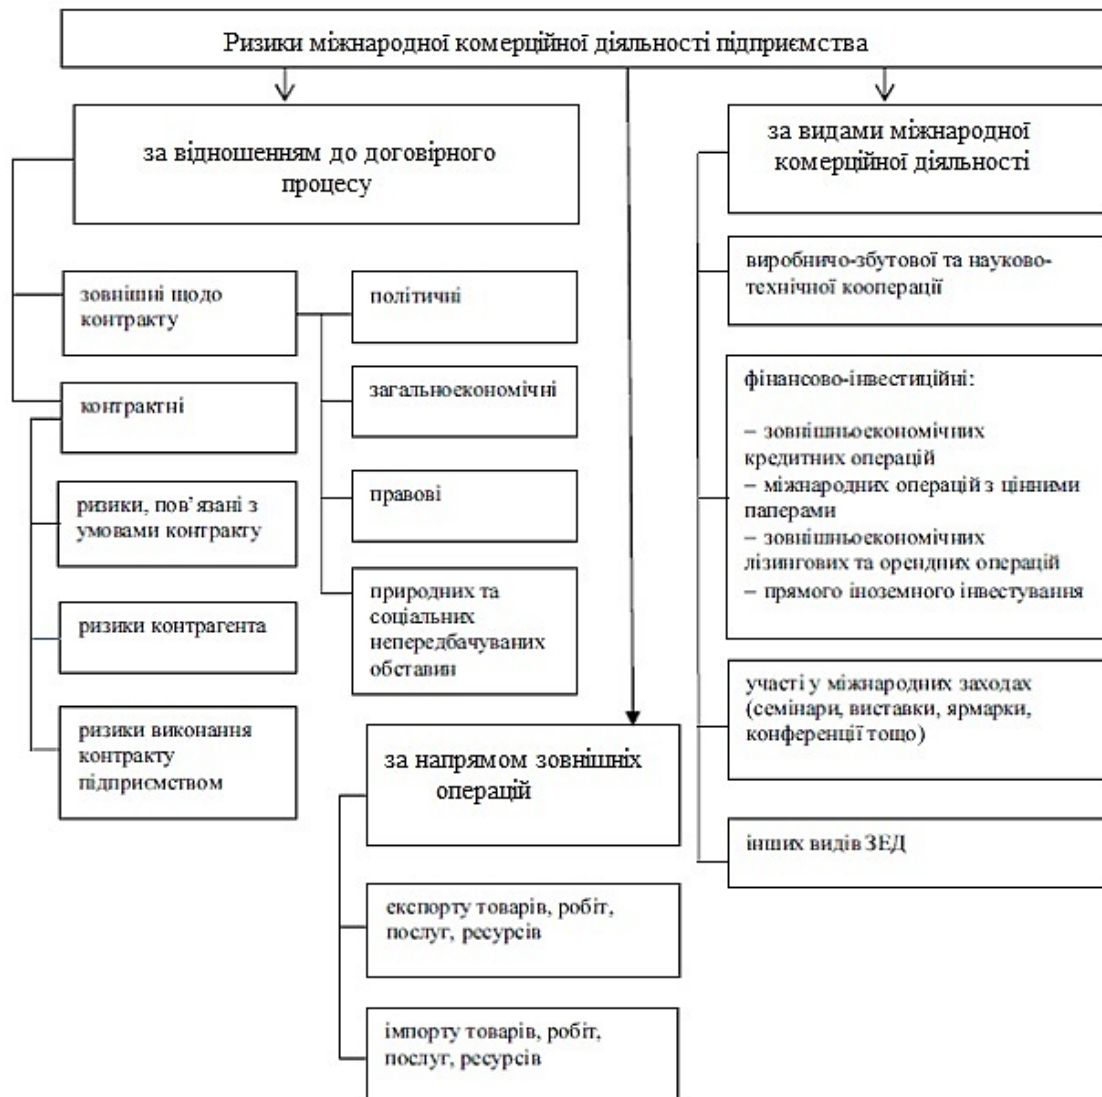 Ризики міжнародної комерційної діяльності підприємства
за відношенням до договірного
процесу
зовнішні щодо
контракту
політичні
загальноекономічні
правові
природних та
соціальних
непередбачуваних
обставин
контрактні
ризики, пов’язані з
умовами контракту
ризики контрагента
ризики виконання
контракту
підприємством
за напрямом зовнішніх
операцій
експорту товарів, робіт,
послуг, ресурсів
імпорту товарів, робіт,
послуг, ресурсів
за видами міжнародної
комерційної діяльності
виробничо-збутової та науково-
технічної кооперації
фінансово-інвестиційні:
– зовнішньоекономічних
кредитних операцій
– міжнародних операцій з цінними
паперами
– зовнішньоекономічних
лізингових та орендних операцій
– прямого іноземного інвестування
участі у міжнародних заходах
(семінари, виставки, ярмарки,
конференції тощо)
інших видів ЗЕД